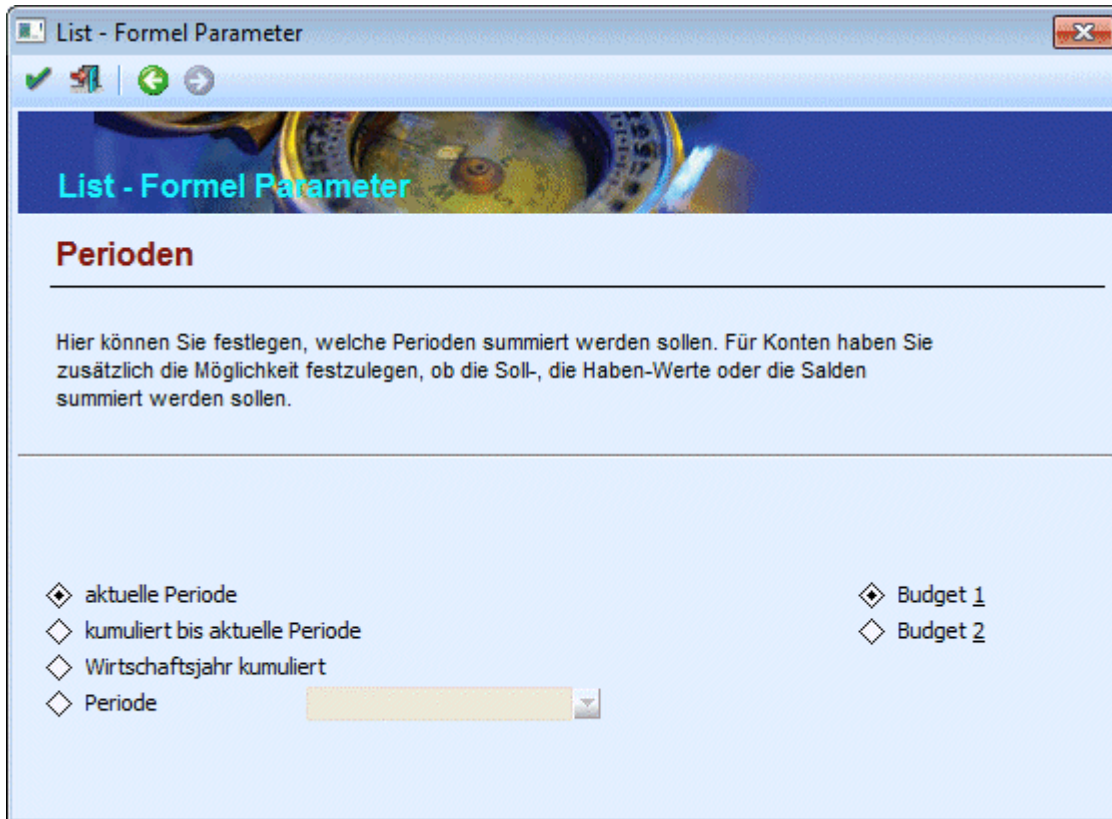 List - Formel Parameter
List - Formel Parameter
Perioden
Hier können Sie festlegen, welche Perioden summiert werden sollen. Für Konten haben Sie
zusätzlich die Möglichkeit festzulegen, ob die Soll-, die Haben-Werte oder die Salden
summiert werden sollen.
aktuelle Periode
Budget 1
kumuliert bis aktuelle Periode
Budget 2
Wirtschaftsjahr kumuliert
Periode